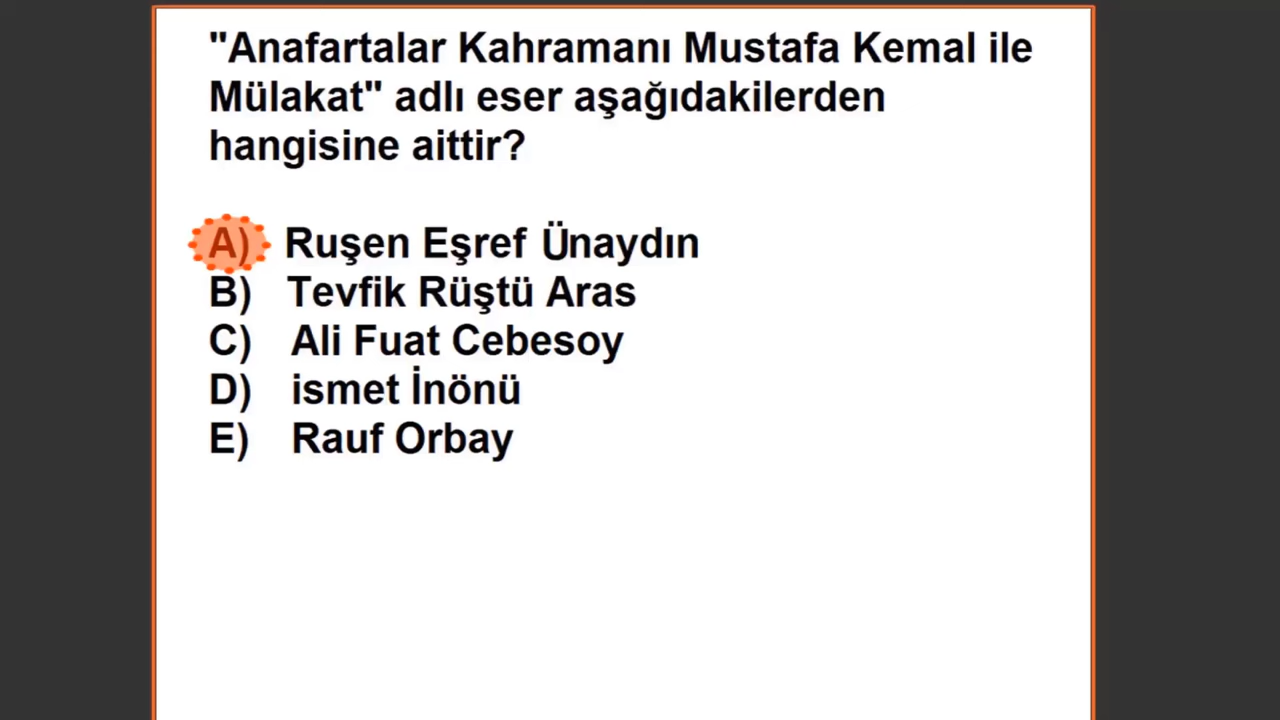 "Anafartalar Kahramanı Mustafa Kemal ile
Mülakat" adlı eser aşağıdakilerden
hangisine aittir?
A) Ruşen Eşref Ünaydın
B) Tevfik Rüştü Aras
C) Ali Fuat Cebesoy
D) ismet İnönü
E) Rauf Orbay